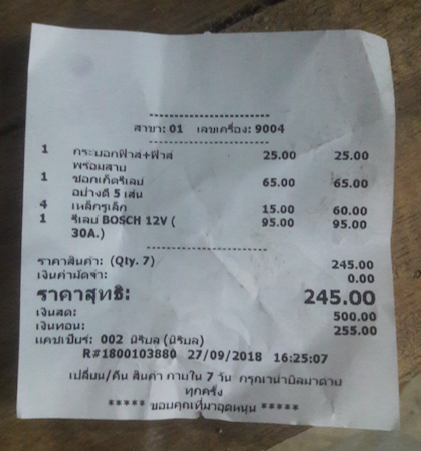 ------------------------
สาขา: 01 เลขเครื่อง: 9004
1 กระบอกฟิวส์+ฟิวส์ 25.00 25.00
พร้อมสาย
1 ซอกเก็ตรีเลย์ 65.00 65.00
อย่างดี 5 เส้น
4 เหล็กรูเล็ก 15.00 60.00
1 รีเลย์ BOSCH 12V ( 95.00 95.00
30A.)
------------------------
ราคาสินค้า: (Qty. 7) 245.00
เงินค่ามัดจำ: 0.00
ราคาสุทธิ: 245.00
เงินสด: 500.00
เงินทอน: 255.00
แคชเชียร์: 002 นิริมล (นิริมล)
R#1800103880 27/09/2018 16:25:07
เปลี่ยน/คืน สินค้า ภายใน 7 วัน กรุณานำบิลมาด้วย
ทุกครั้ง
***** ขอบคุณที่มาอุดหนุน *****